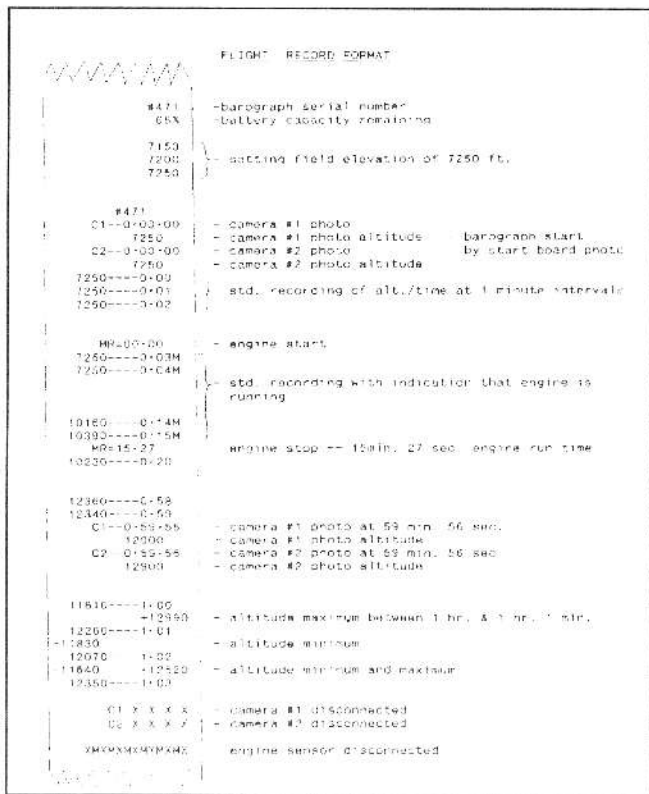 FLIGHT RECORD FORMAT
#471 -barograph serial number
66% -battery capacity remaining
7150
7200 - setting field elevation of 7250 ft.
7250
#471
C1--0·00·00 - camera #1 photo
7250 - camera #1 photo altitude barograph start
C2--0·00·00 - camera #2 photo by start board photo
7250 - camera #2 photo altitude
7250----0·00
7250----0·01 std. recording of alt./time at 1 minute intervals
7250----0·02
MR=00·00 - engine start
7250----0·03M
7250----0·04M
- std. recording with indication that engine is
running
10160----0·14M
10390----0·15M
MR=15·27 engine stop -- 15min. 27 sec. engine run time
10230----0·20
12360----0·58
12340----0·59
C1--0·59·56 - camera #1 photo at 59 min. 56 sec.
12900 - camera #1 photo altitude
C2--0·59·56 - camera #2 photo at 59 min. 56 sec
12900 - camera #2 photo altitude
----1·00
+12990 - altitude maximum between 1 hr. & 1 hr. 1 min.
12260----1·01
-11830 - altitude minimum
12070 1·02
-11640 +12520 - altitude minimum and maximum
12350----1·03
C1 X X X X - camera #1 disconnected
C2 X X X X - camera #2 disconnected
XMXMXMXMXMXMX engine sensor disconnected